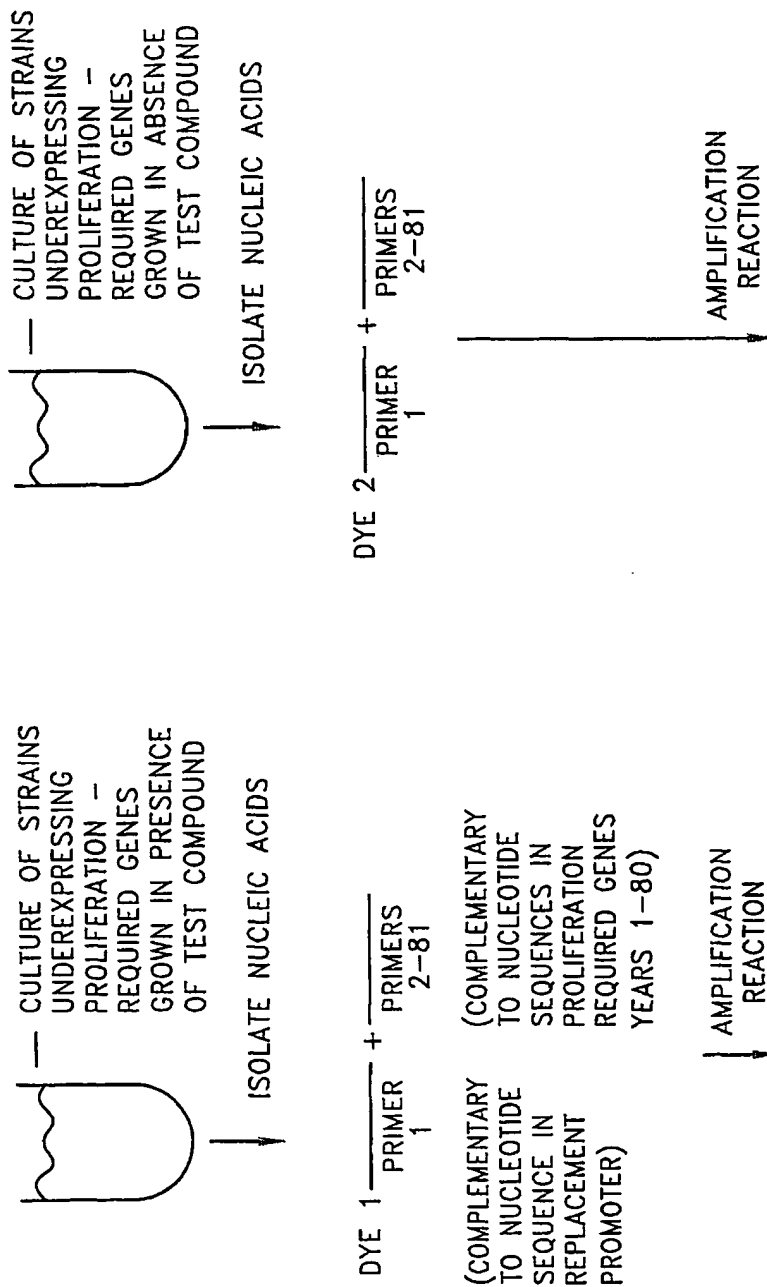 — CULTURE OF STRAINS
UNDEREXPRESSING
PROLIFERATION –
REQUIRED GENES
GROWN IN PRESENCE
OF TEST COMPOUND
ISOLATE NUCLEIC ACIDS
DYE 1
PRIMER
1
+
PRIMERS
2–81
(COMPLEMENTARY
TO NUCLEOTIDE
SEQUENCE IN
REPLACEMENT
PROMOTER)
(COMPLEMENTARY
TO NUCLEOTIDE
SEQUENCES IN
PROLIFERATION
REQUIRED GENES
YEARS 1–80)
AMPLIFICATION
REACTION
— CULTURE OF STRAINS
UNDEREXPRESSING
PROLIFERATION –
REQUIRED GENES
GROWN IN ABSENCE
OF TEST COMPOUND
ISOLATE NUCLEIC ACIDS
DYE 2
PRIMER
1
+
PRIMERS
2–81
AMPLIFICATION
REACTION